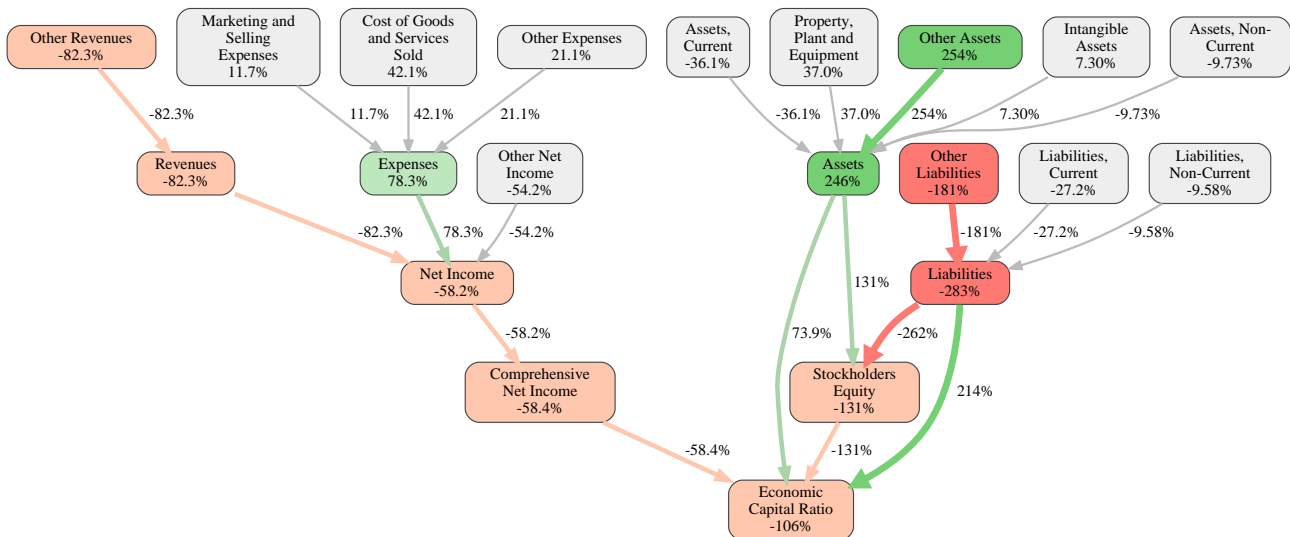 Other Revenues
-82.3%
Marketing and
Selling
Expenses
11.7%
Cost of Goods
and Services
Sold
42.1%
Other Expenses
21.1%
Assets,
Current
-36.1%
Property,
Plant and
Equipment
37.0%
Other Assets
254%
Intangible
Assets
7.30%
Assets, Non-
Current
-9.73%
-82.3%
11.7%
42.1%
21.1%
-36.1%
37.0%
254%
7.30%
-9.73%
Revenues
-82.3%
Expenses
78.3%
Other Net
Income
-54.2%
Assets
246%
Other
Liabilities
-181%
Liabilities,
Current
-27.2%
Liabilities,
Non-Current
-9.58%
-82.3%
78.3%
-54.2%
-181%
-27.2%
-9.58%
Net Income
-58.2%
Liabilities
-283%
131%
-58.2%
73.9%
-262%
Comprehensive
Net Income
-58.4%
Stockholders
Equity
-131%
214%
-58.4%
-131%
Economic
Capital Ratio
-106%